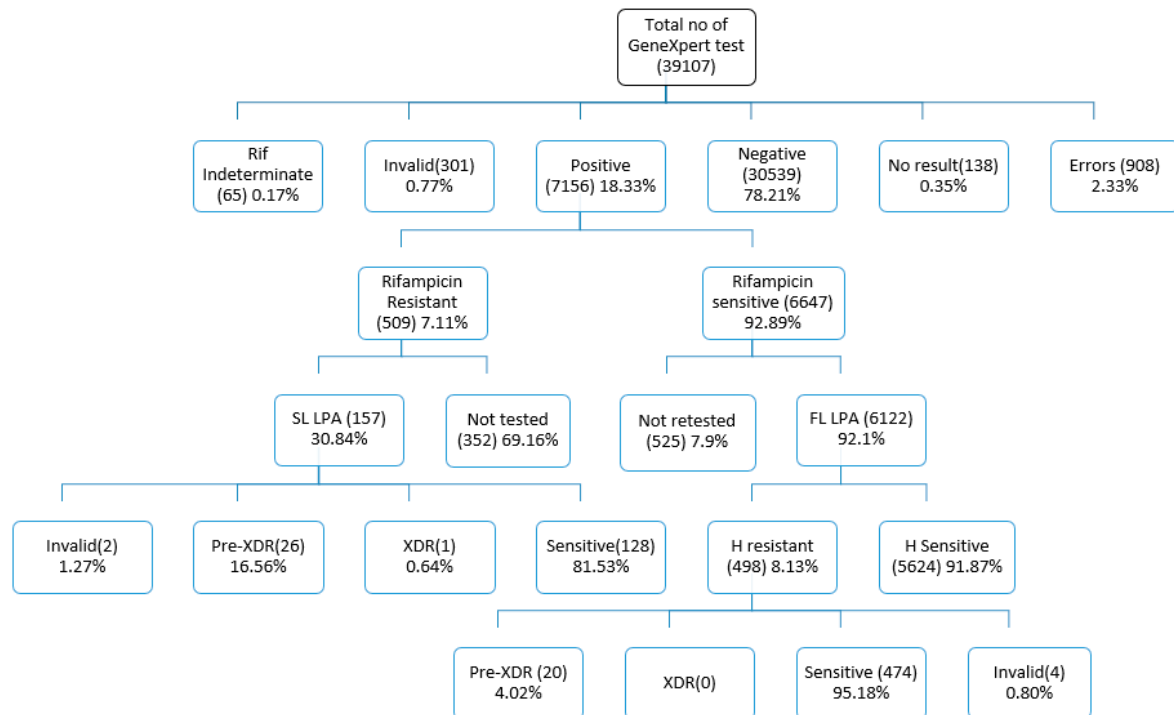 Total no of
GeneXpert test
(39107)
Rif
Indeterminate
(65) 0.17%
Invalid(301)
0.77%
Positive
(7156) 18.33%
Negative
(30539)
78.21%
No result(138)
0.35%
Errors (908)
2.33%
Rifampicin
Resistant
(509) 7.11%
Rifampicin
sensitive (6647)
92.89%
SL LPA (157)
30.84%
Not tested
(352) 69.16%
Not retested
(525) 7.9%
FL LPA (6122)
92.1%
Invalid(2)
1.27%
Pre-XDR(26)
16.56%
XDR(1)
0.64%
Sensitive(128)
81.53%
H resistant
(498) 8.13%
H Sensitive
(5624) 91.87%
Pre-XDR (20)
4.02%
XDR(0)
Sensitive (474)
95.18%
Invalid(4)
0.80%